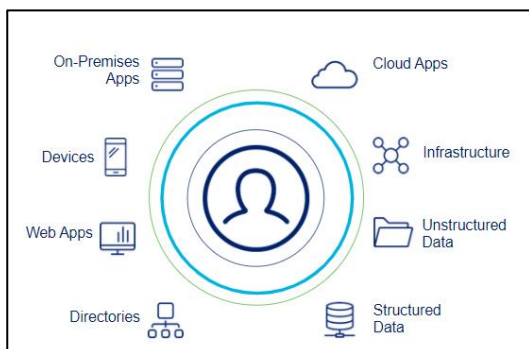 On-Premises
Apps
Cloud Apps
Devices
Infrastructure
Web Apps
Unstructured
Data
Directories
Structured
Data